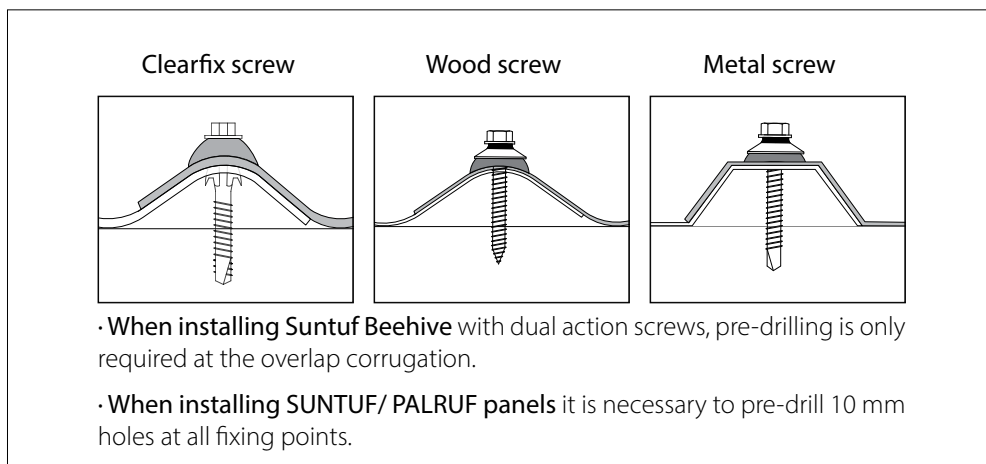 Clearfix screw
Wood screw
Metal screw
· When installing Suntuf Beehive with dual action screws, pre-drilling is only
required at the overlap corrugation.
· When installing SUNTUF/ PALRUF panels it is necessary to pre-drill 10 mm
holes at all fixing points.